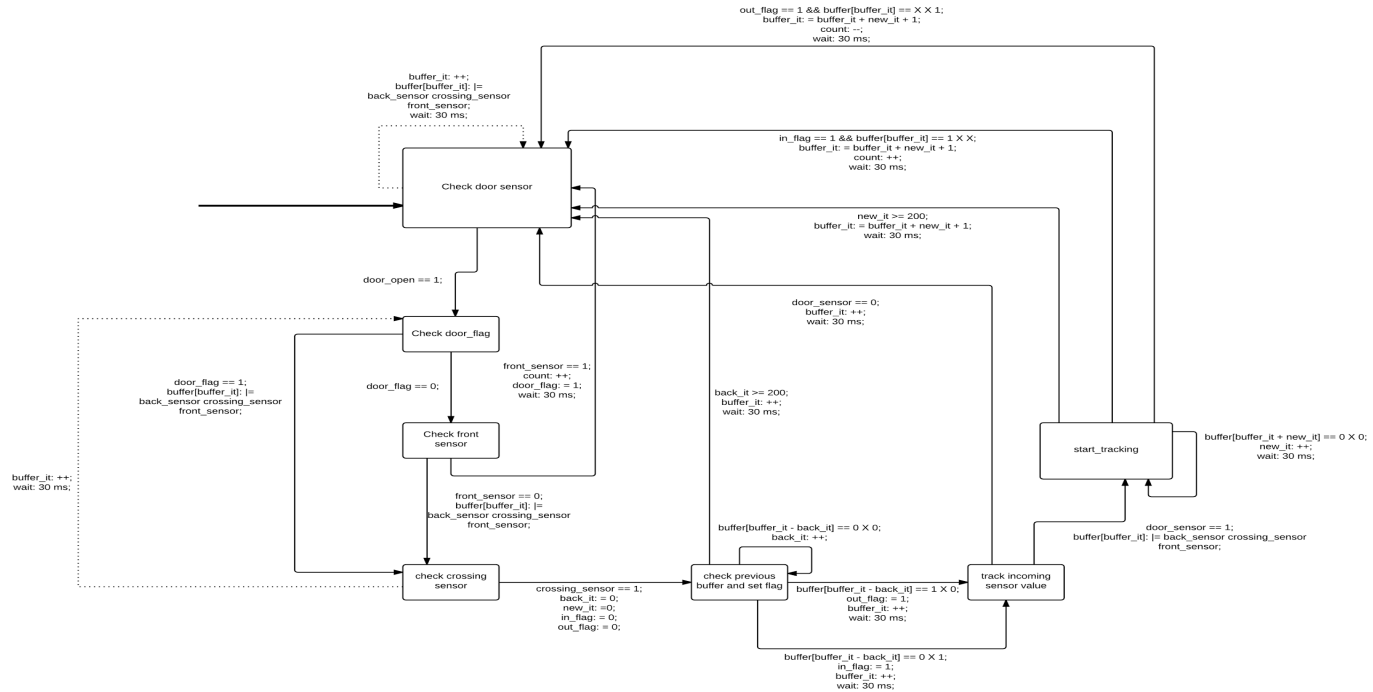 out_flag == 1 && buffer[buffer_it] == X X 1;
buffer_it: = buffer_it + new_it + 1;
count: --;
wait: 30 ms;
buffer_it: ++;
buffer[buffer_it]: |=
back_sensor crossing_sensor
front_sensor;
wait: 30 ms;
in_flag == 1 && buffer[buffer_it] == 1 X X;
buffer_it: = buffer_it + new_it + 1;
count: ++;
wait: 30 ms;
Check door sensor
new_it >= 200;
buffer_it: = buffer_it + new_it + 1;
wait: 30 ms;
door_open == 1;
door_sensor == 0;
buffer_it: ++;
wait: 30 ms;
Check door_flag
door_flag == 1;
buffer[buffer_it]: |=
back_sensor crossing_sensor
front_sensor;
door_flag == 0;
front_sensor == 1;
count: ++;
door_flag: = 1;
wait: 30 ms;
back_it >= 200;
buffer_it: ++;
wait: 30 ms;
Check front
sensor
start_tracking
buffer[buffer_it + new_it] == 0 X 0;
new_it: ++;
wait: 30 ms;
buffer_it: ++;
wait: 30 ms;
front_sensor == 0;
buffer[buffer_it]: |=
back_sensor crossing_sensor
front_sensor;
buffer[buffer_it - back_it] == 0 X 0;
back_it: ++;
door_sensor == 1;
buffer[buffer_it]: |= back_sensor crossing_sensor
front_sensor;
check crossing
sensor
crossing_sensor == 1;
back_it: = 0;
new_it: =0;
in_flag: = 0;
out_flag: = 0;
check previous
buffer and set flag
buffer[buffer_it - back_it] == 1 X 0;
out_flag: = 1;
buffer_it: ++;
wait: 30 ms;
track incoming
sensor value
buffer[buffer_it - back_it] == 0 X 1;
in_flag: = 1;
buffer_it: ++;
wait: 30 ms;